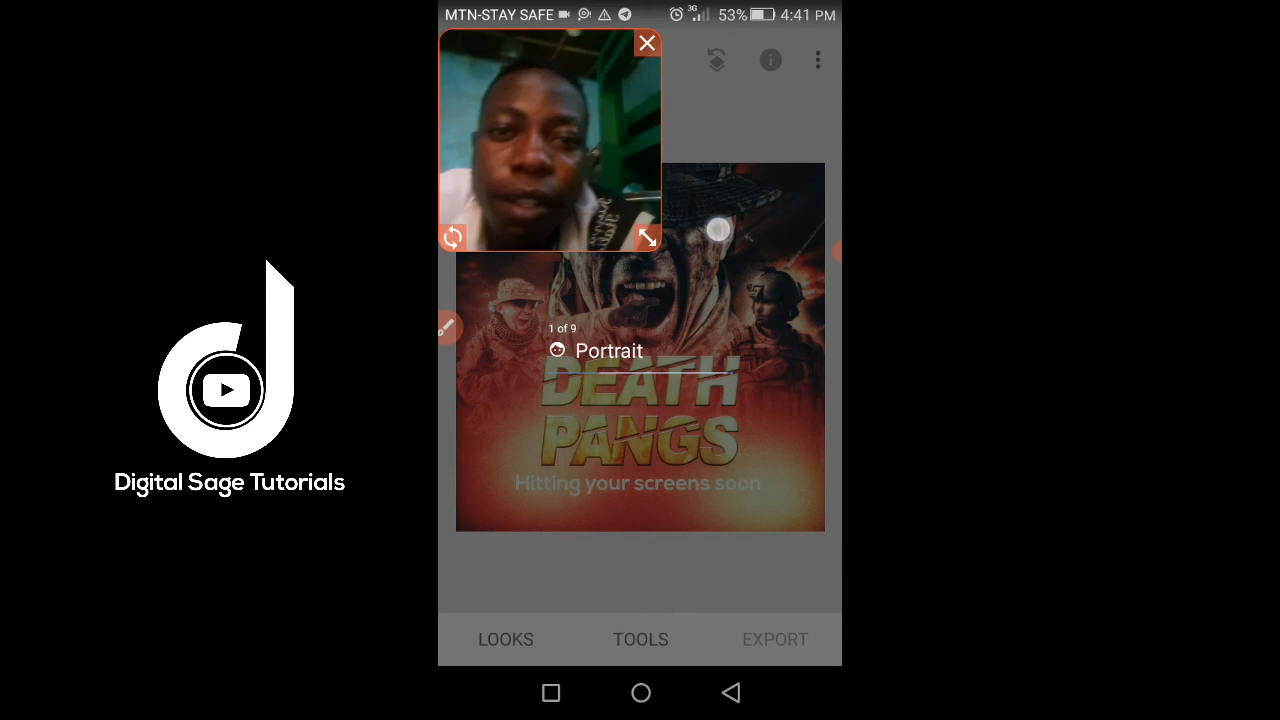 MTN-STAY SAFE
3G
53%
4:41 PM
1 of 9
Portrait
DEATH
PANGS
Hitting your screens soon
Digital Sage Tutorials
LOOKS
TOOLS
EXPORT